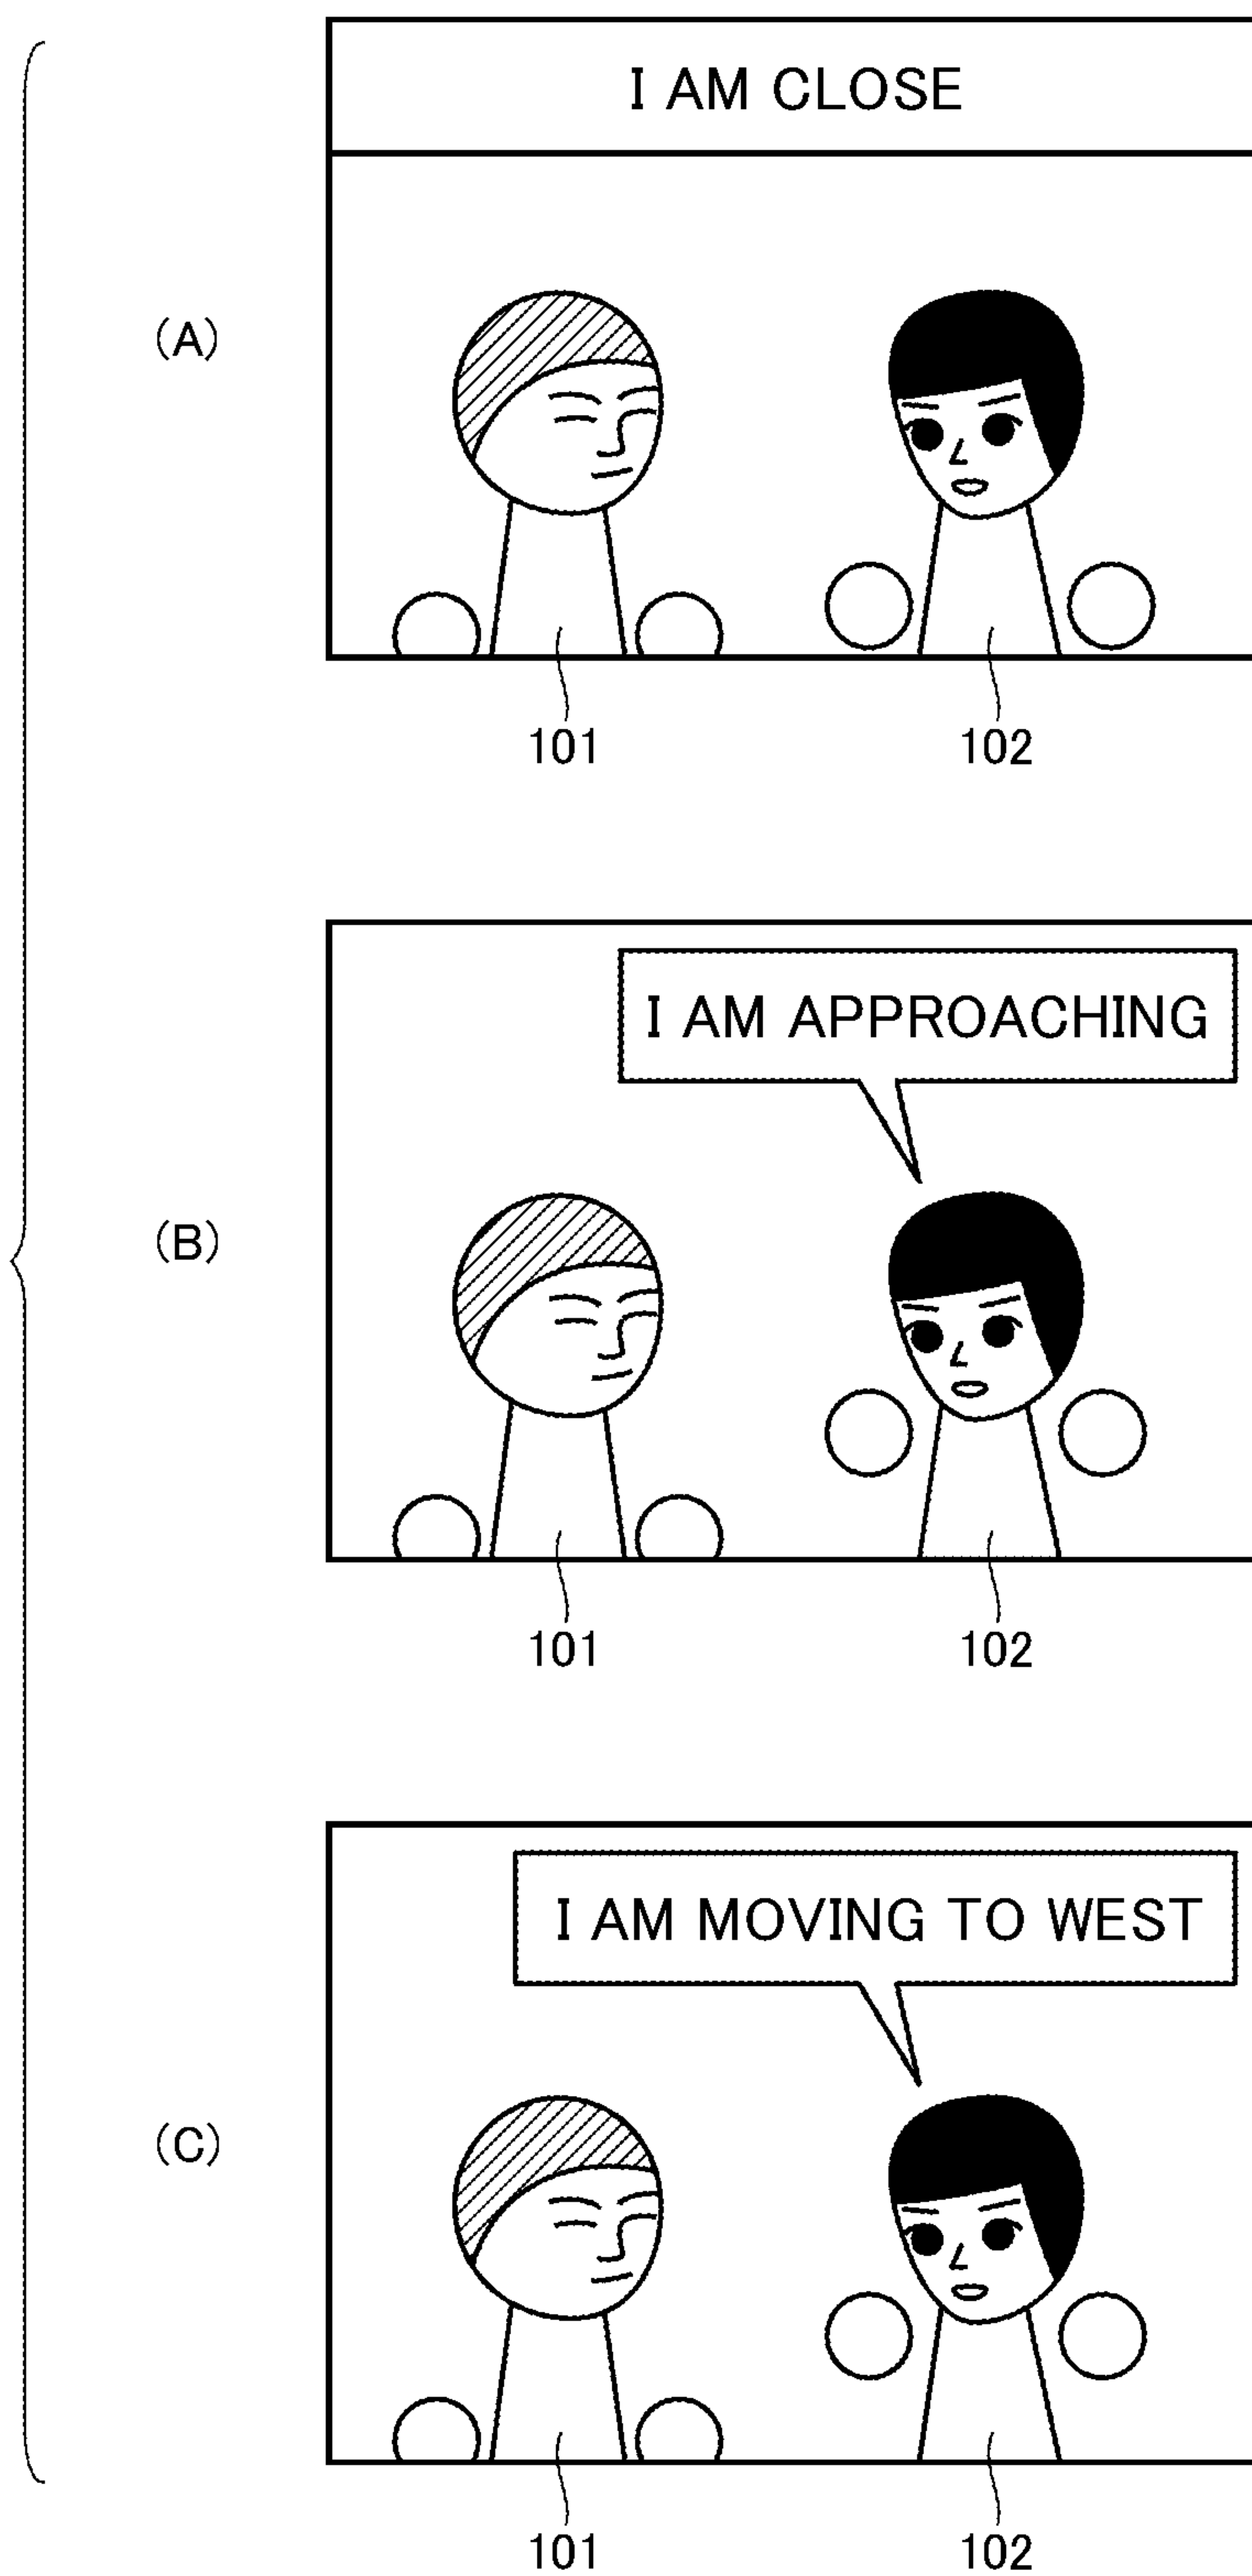 I AM CLOSE
(A)
101 102
I AM APPROACHING
(B)
101 102
I AM MOVING TO WEST
(C)
101 102